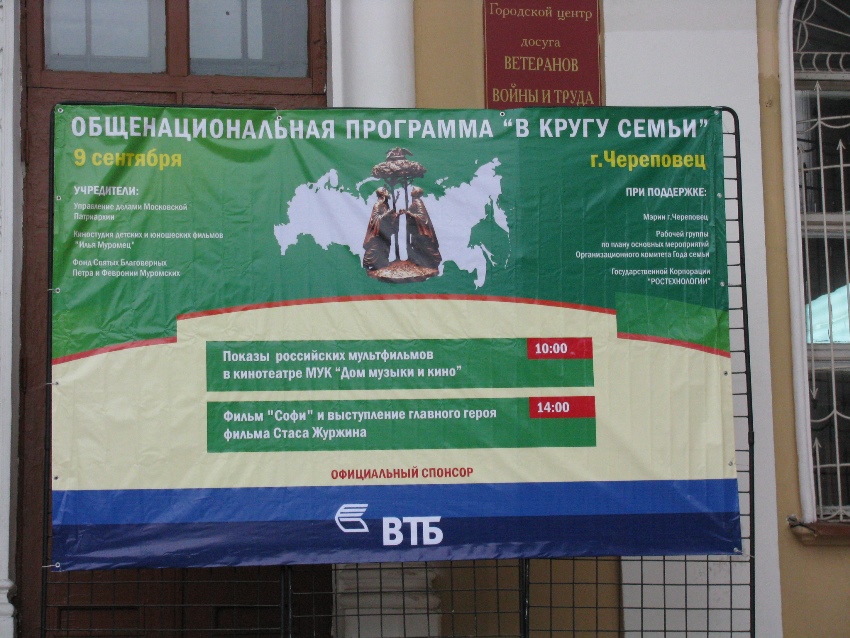 Городской центр
досуга
ВЕТЕРАНОВ
ВОЙНЫ И ТРУДА
ОБЩЕНАЦИОНАЛЬНАЯ ПРОГРАММА "В КРУГУ СЕМЬИ"
9 сентября
г.Череповец
УЧРЕДИТЕЛИ:
Управление делами Московской
Патриархии
Киностудия детских и юношеских фильмов
"Илья Муромец"
Фонд Святых Благоверных
Петра и Февронии Муромских
ПРИ ПОДДЕРЖКЕ:
Мэрии г.Череповец
Рабочей группы
по плану основных мероприятий
Организационного комитета Года семьи
Государственной Корпорации
"РОСТЕХНОЛОГИИ"
Показы российских мультфильмов
в кинотеатре МУК "Дом музыки и кино"
10:00
Фильм "Софи" и выступление главного героя
фильма Стаса Журжина
14:00
ОФИЦИАЛЬНЫЙ СПОНСОР
ВТБ